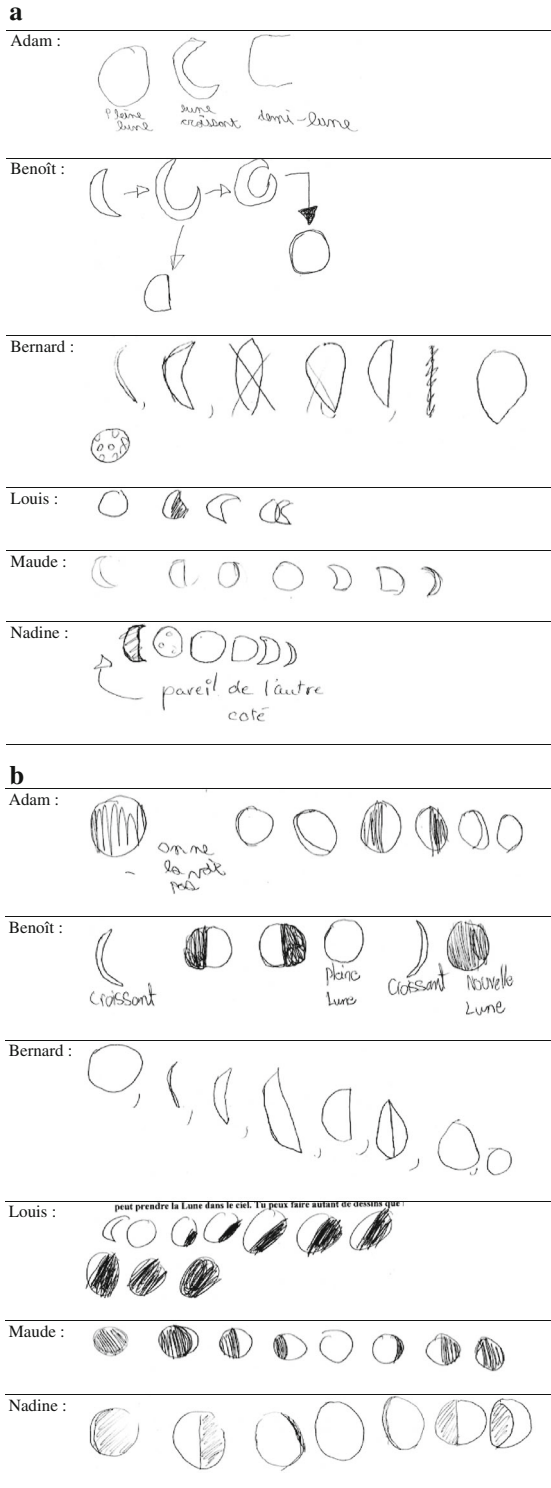 a
Adam :
Pleine lune
lune croissant
demi-lune
Benoît :
Bernard :
Louis :
Maude :
Nadine :
pareil de l'autre
coté
b
Adam :
on ne
la voit
pas
Benoît :
Croissant
Pleine
Lune
Croissant
Nouvelle
Lune
Bernard :
Louis :
peut prendre la Lune dans le ciel. Tu peux faire autant de dessins que
Maude :
Nadine :